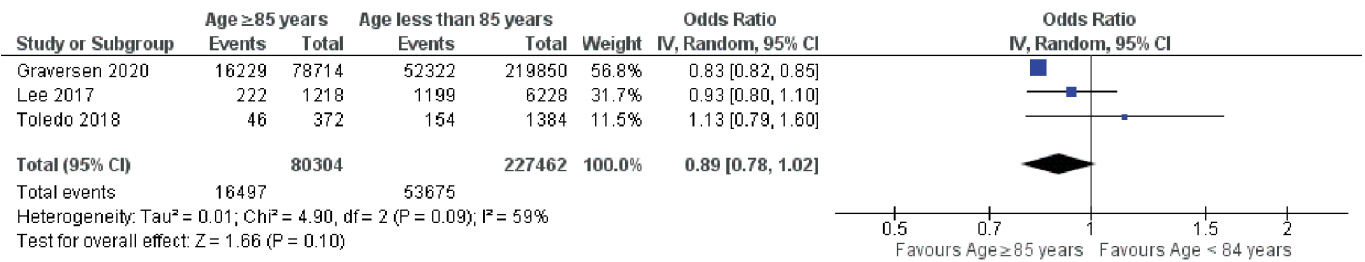 Age ≥85 years Age less than 85 years Odds Ratio Odds Ratio
Study or Subgroup Events Total Events Total Weight IV, Random, 95% CI IV, Random, 95% CI
Graversen 2020 16229 78714 52322 219850 56.8% 0.83 [0.82, 0.85]
Lee 2017 222 1218 1199 6228 31.7% 0.93 [0.80, 1.10]
Toledo 2018 46 372 154 1384 11.5% 1.13 [0.79, 1.60]
Total (95% CI) 80304 227462 100.0% 0.89 [0.78, 1.02]
Total events 16497 53675
Heterogeneity: Tau² = 0.01; Chi² = 4.90, df = 2 (P = 0.09); I² = 59%
Test for overall effect: Z = 1.66 (P = 0.10)
0.5 0.7 1 1.5 2
Favours Age≥85 years Favours Age < 84 years